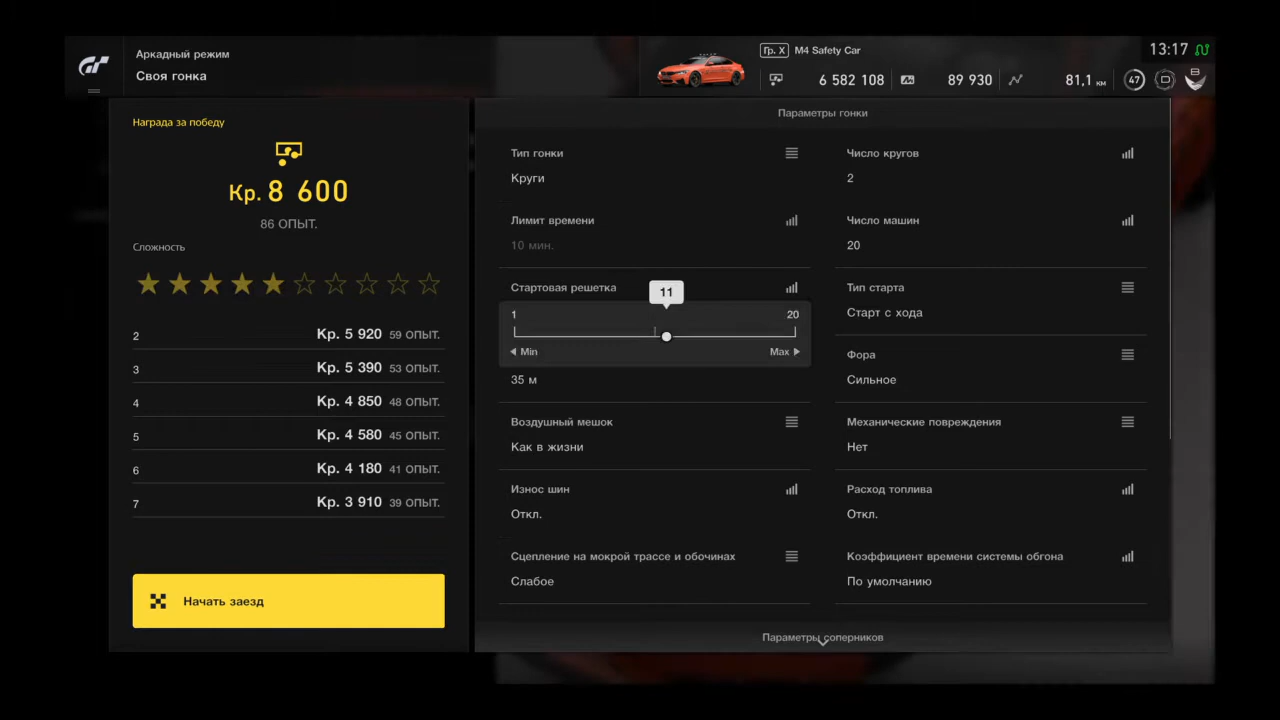 Аркадный режим
Своя гонка
Гр. X M4 Safety Car
6 582 108 89 930 81,1 км 47 D B
13:17
Награда за победу
Кр. 8 600
86 ОПЫТ.
Сложность
2 Кр. 5 920 59 ОПЫТ.
3 Кр. 5 390 53 ОПЫТ.
4 Кр. 4 850 48 ОПЫТ.
5 Кр. 4 580 45 ОПЫТ.
6 Кр. 4 180 41 ОПЫТ.
7 Кр. 3 910 39 ОПЫТ.
Начать заезд
Параметры гонки
Тип гонки
Круги
Число кругов
2
Лимит времени
10 мин.
Число машин
20
Стартовая решетка
11
1 20
Min Max
35 м
Тип старта
Старт с хода
Фора
Сильное
Воздушный мешок
Как в жизни
Механические повреждения
Нет
Износ шин
Откл.
Расход топлива
Откл.
Сцепление на мокрой трассе и обочинах
Слабое
Коэффициент времени системы обгона
По умолчанию
Параметры соперников